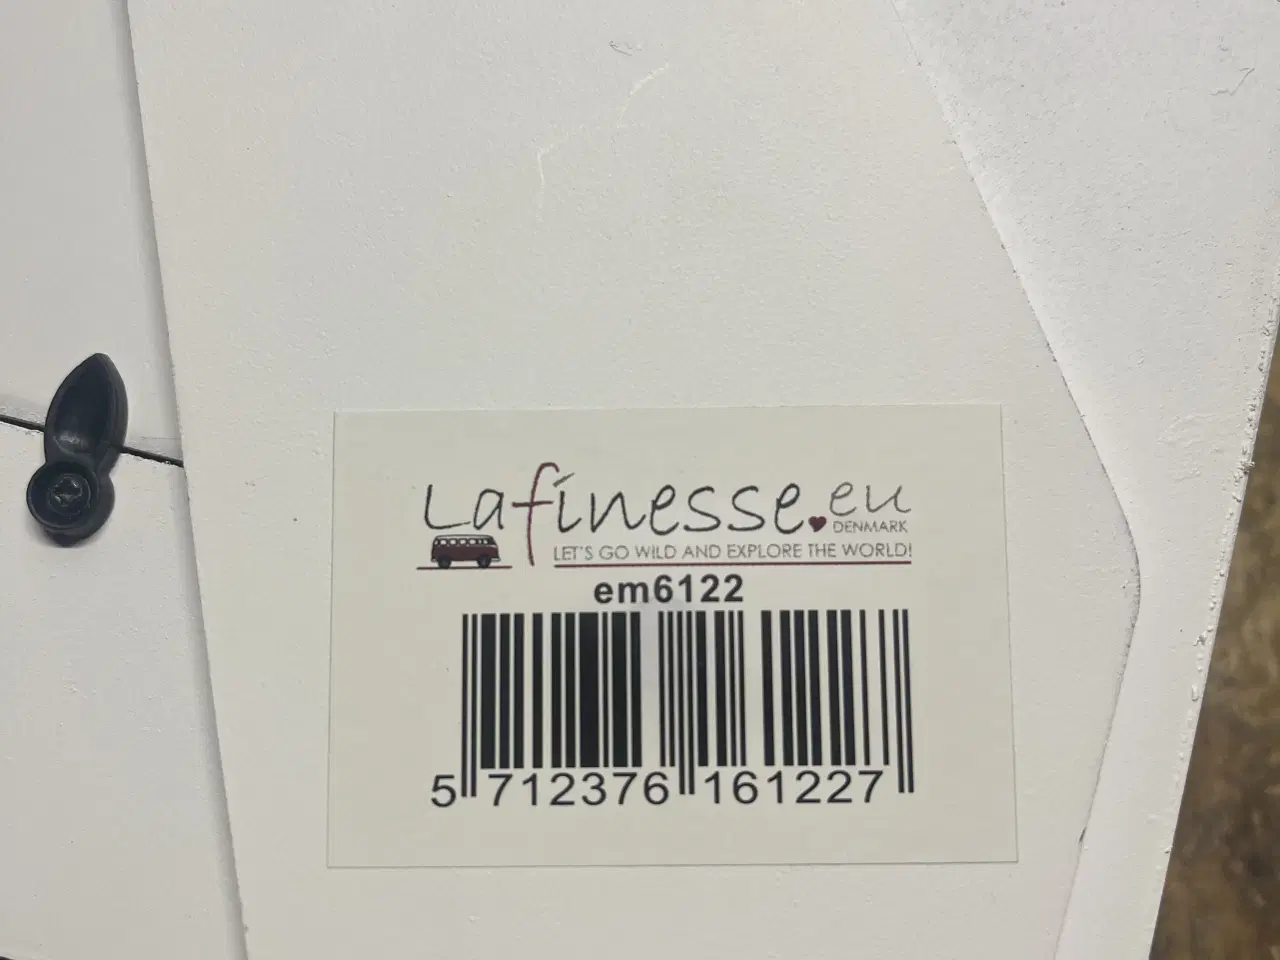 Lafinesse.eu
DENMARK
LET'S GO WILD AND EXPLORE THE WORLD!
em6122
5 712376 161227